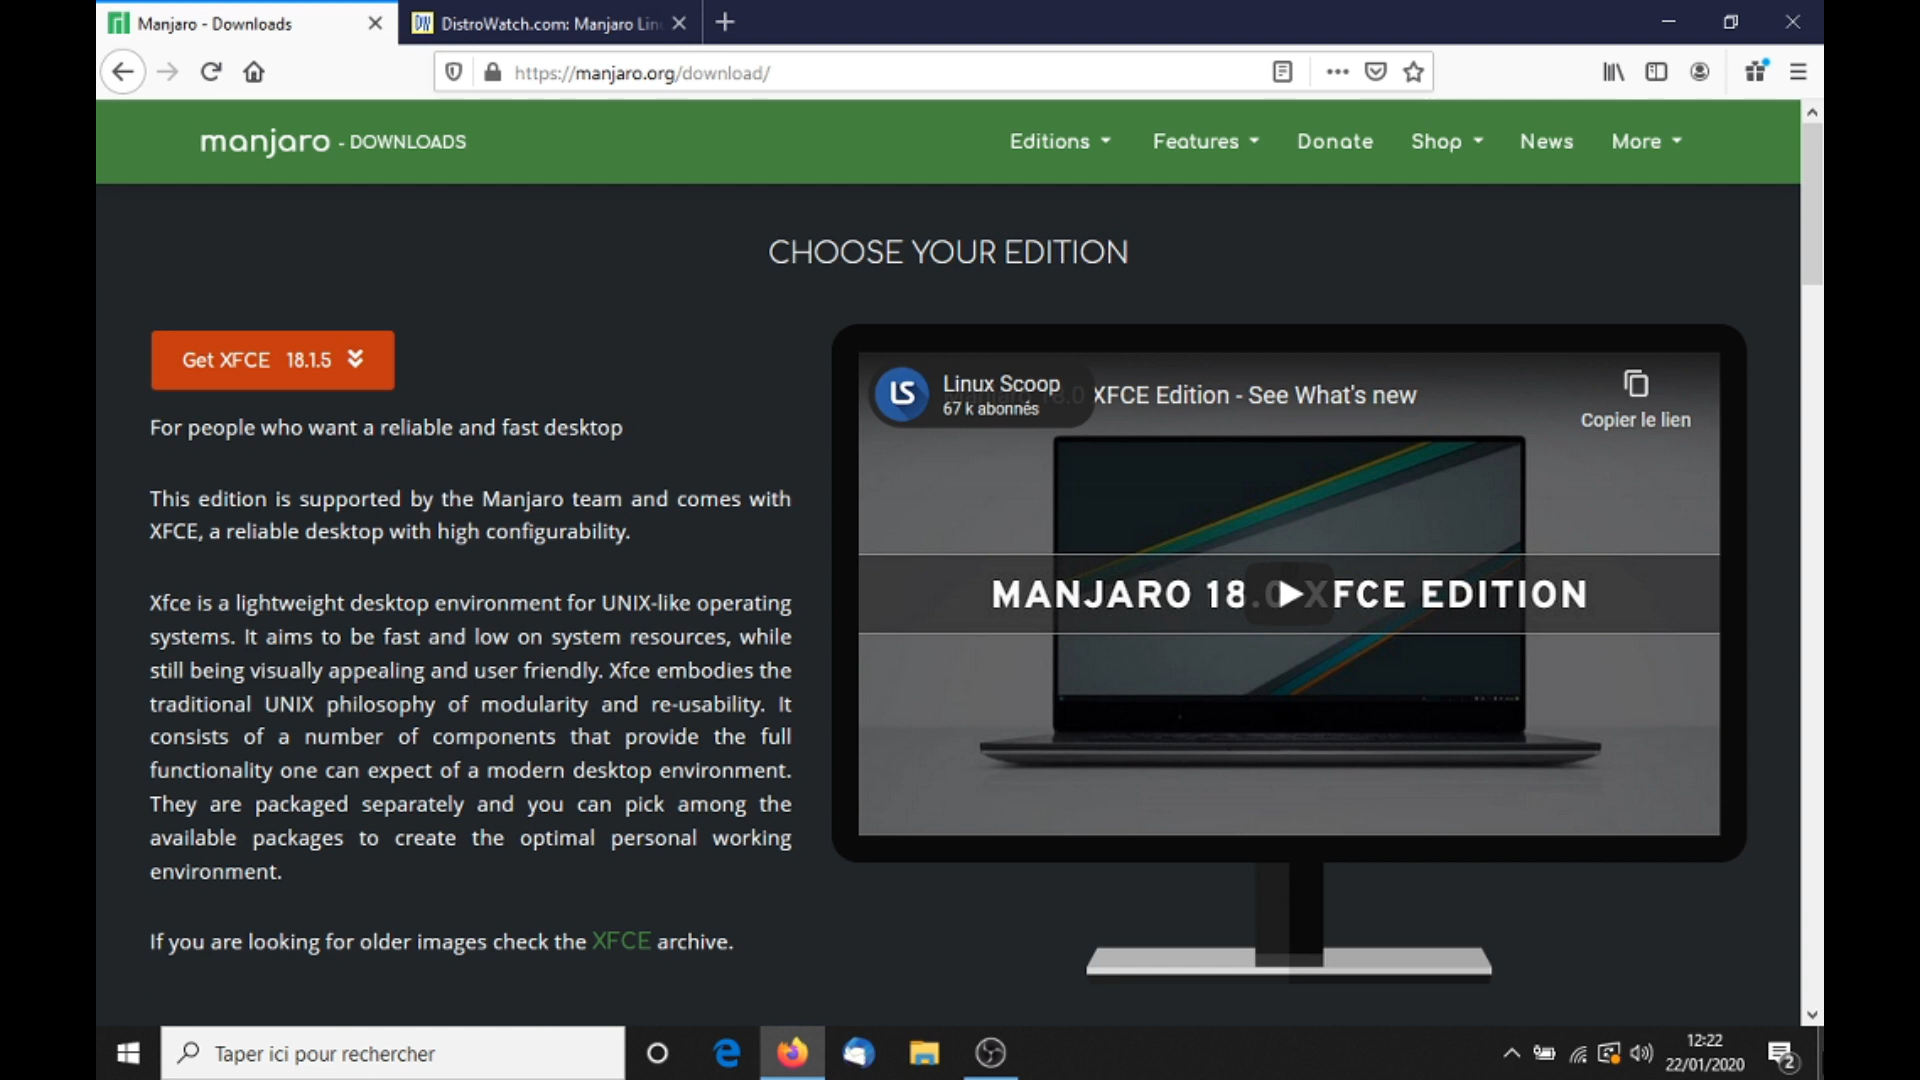 Manjaro - Downloads
DistroWatch.com: Manjaro Lin
https://manjaro.org/download/
manjaro - DOWNLOADS
Editions
Features
Donate
Shop
News
More
CHOOSE YOUR EDITION
Get XFCE 18.1.5
For people who want a reliable and fast desktop
This edition is supported by the Manjaro team and comes with
XFCE, a reliable desktop with high configurability.
Xfce is a lightweight desktop environment for UNIX-like operating
systems. It aims to be fast and low on system resources, while
still being visually appealing and user friendly. Xfce embodies the
traditional UNIX philosophy of modularity and re-usability. It
consists of a number of components that provide the full
functionality one can expect of a modern desktop environment.
They are packaged separately and you can pick among the
available packages to create the optimal personal working
environment.
If you are looking for older images check the XFCE archive.
LS
Linux Scoop
67 k abonnés
Manjaro 18.0 XFCE Edition - See What's new
Copier le lien
MANJARO 18.0 XFCE EDITION
Taper ici pour rechercher
12:22
22/01/2020
2